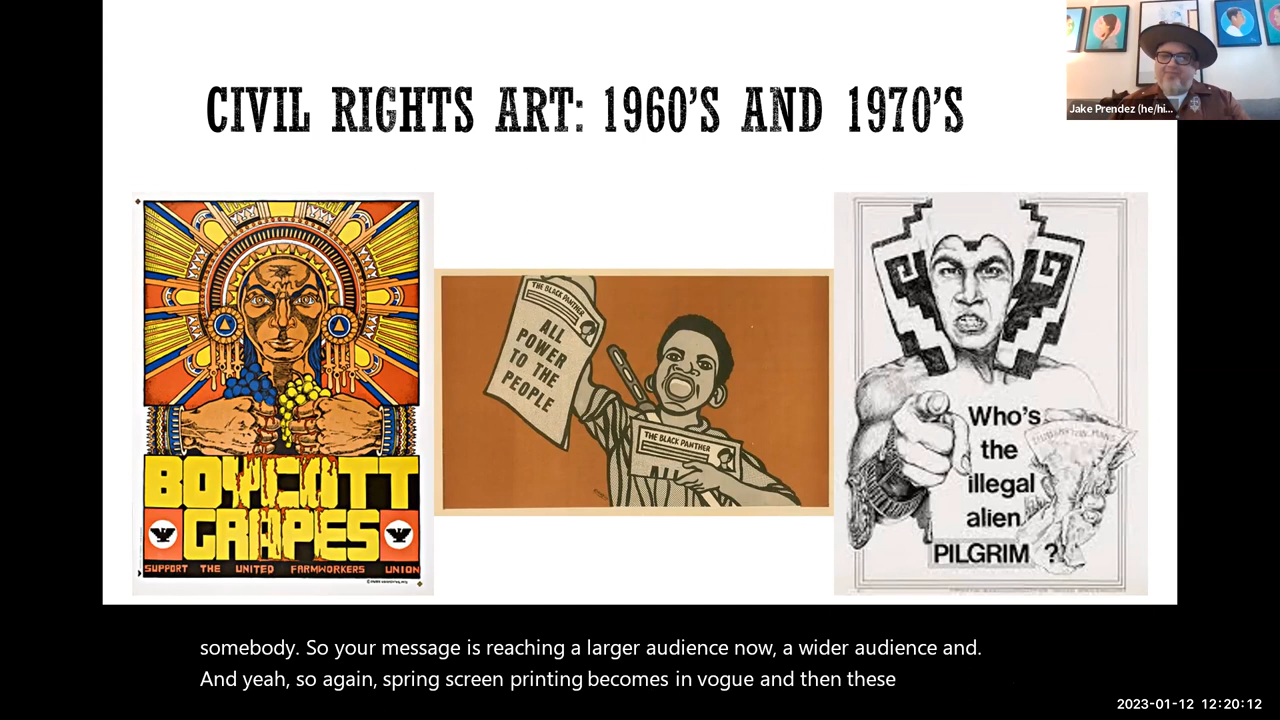 CIVIL RIGHTS ART: 1960'S AND 1970'S
Jake Prendez (he/hi...
BOYCOTT
GRAPES
SUPPORT THE UNITED FARMWORKERS UNION
THE BLACK PANTHER
ALL
POWER
TO THE
PEOPLE
THE BLACK PANTHER
ALL
Who's
the
illegal
alien
PILGRIM ?
somebody. So your message is reaching a larger audience now, a wider audience and.
And yeah, so again, spring screen printing becomes in vogue and then these
2023-01-12 12:20:12